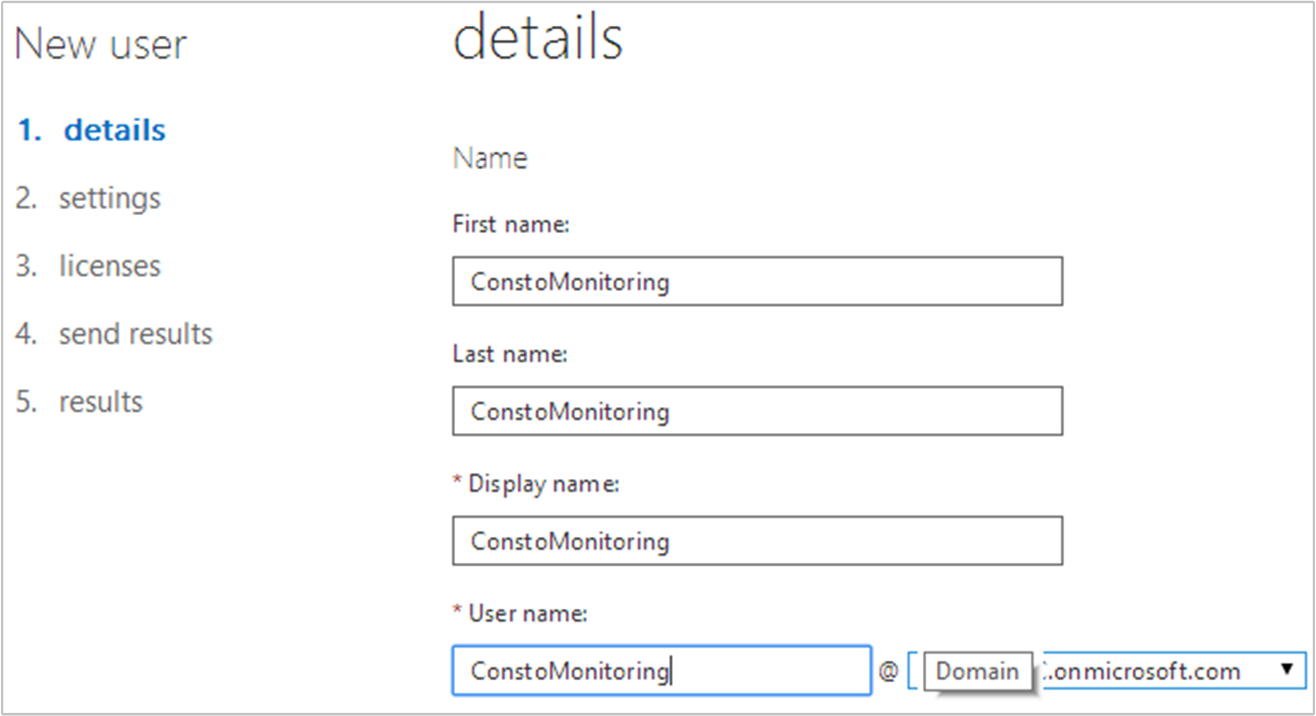 New user
1. details
2. settings
3. licenses
4. send results
5. results
details
Name
First name:
ConstoMonitoring
Last name:
ConstoMonitoring
* Display name:
ConstoMonitoring
* User name:
ConstoMonitoring @ Domain .onmicrosoft.com